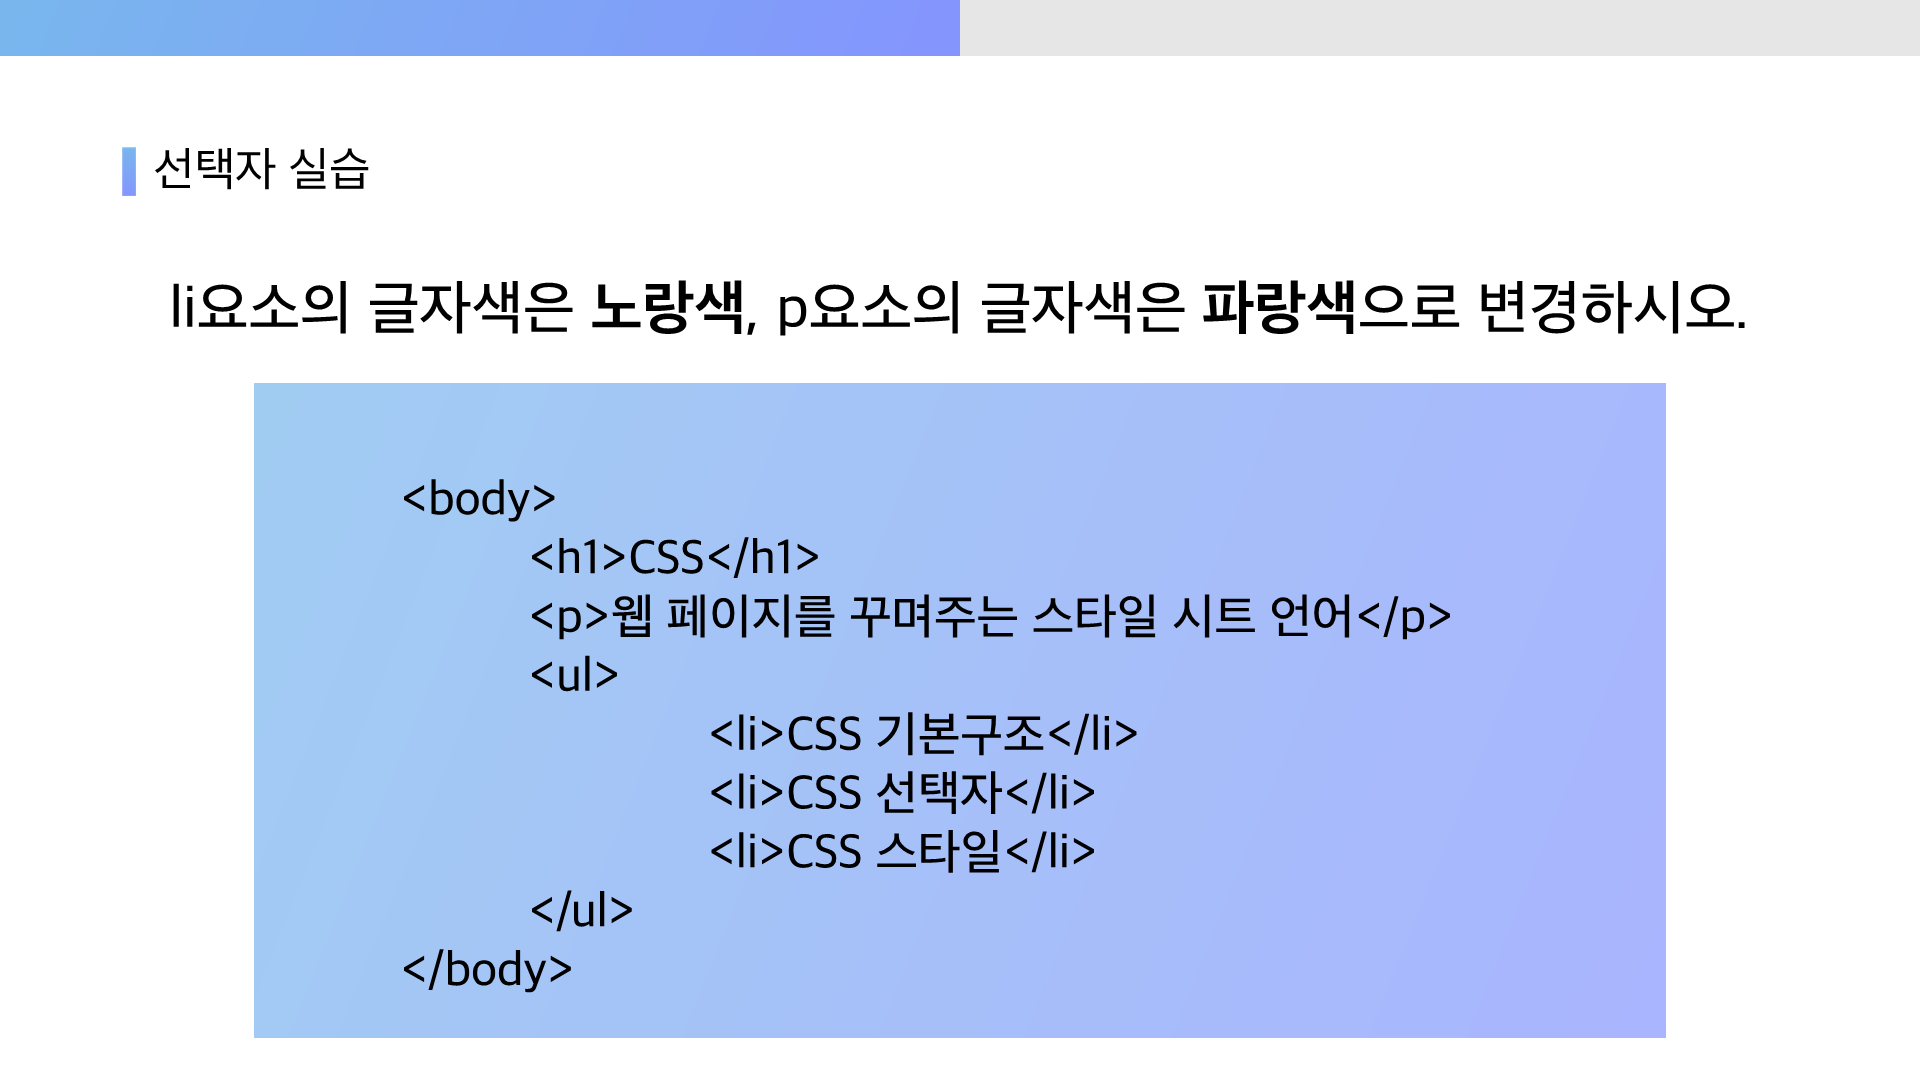 선택자 실습
li요소의 글자색은 노랑색, p요소의 글자색은 파랑색으로 변경하시오.
<body>
<h1>CSS</h1>
<p>웹 페이지를 꾸며주는 스타일 시트 언어</p>
<ul>
<li>CSS 기본구조</li>
<li>CSS 선택자</li>
<li>CSS 스타일</li>
</ul>
</body>